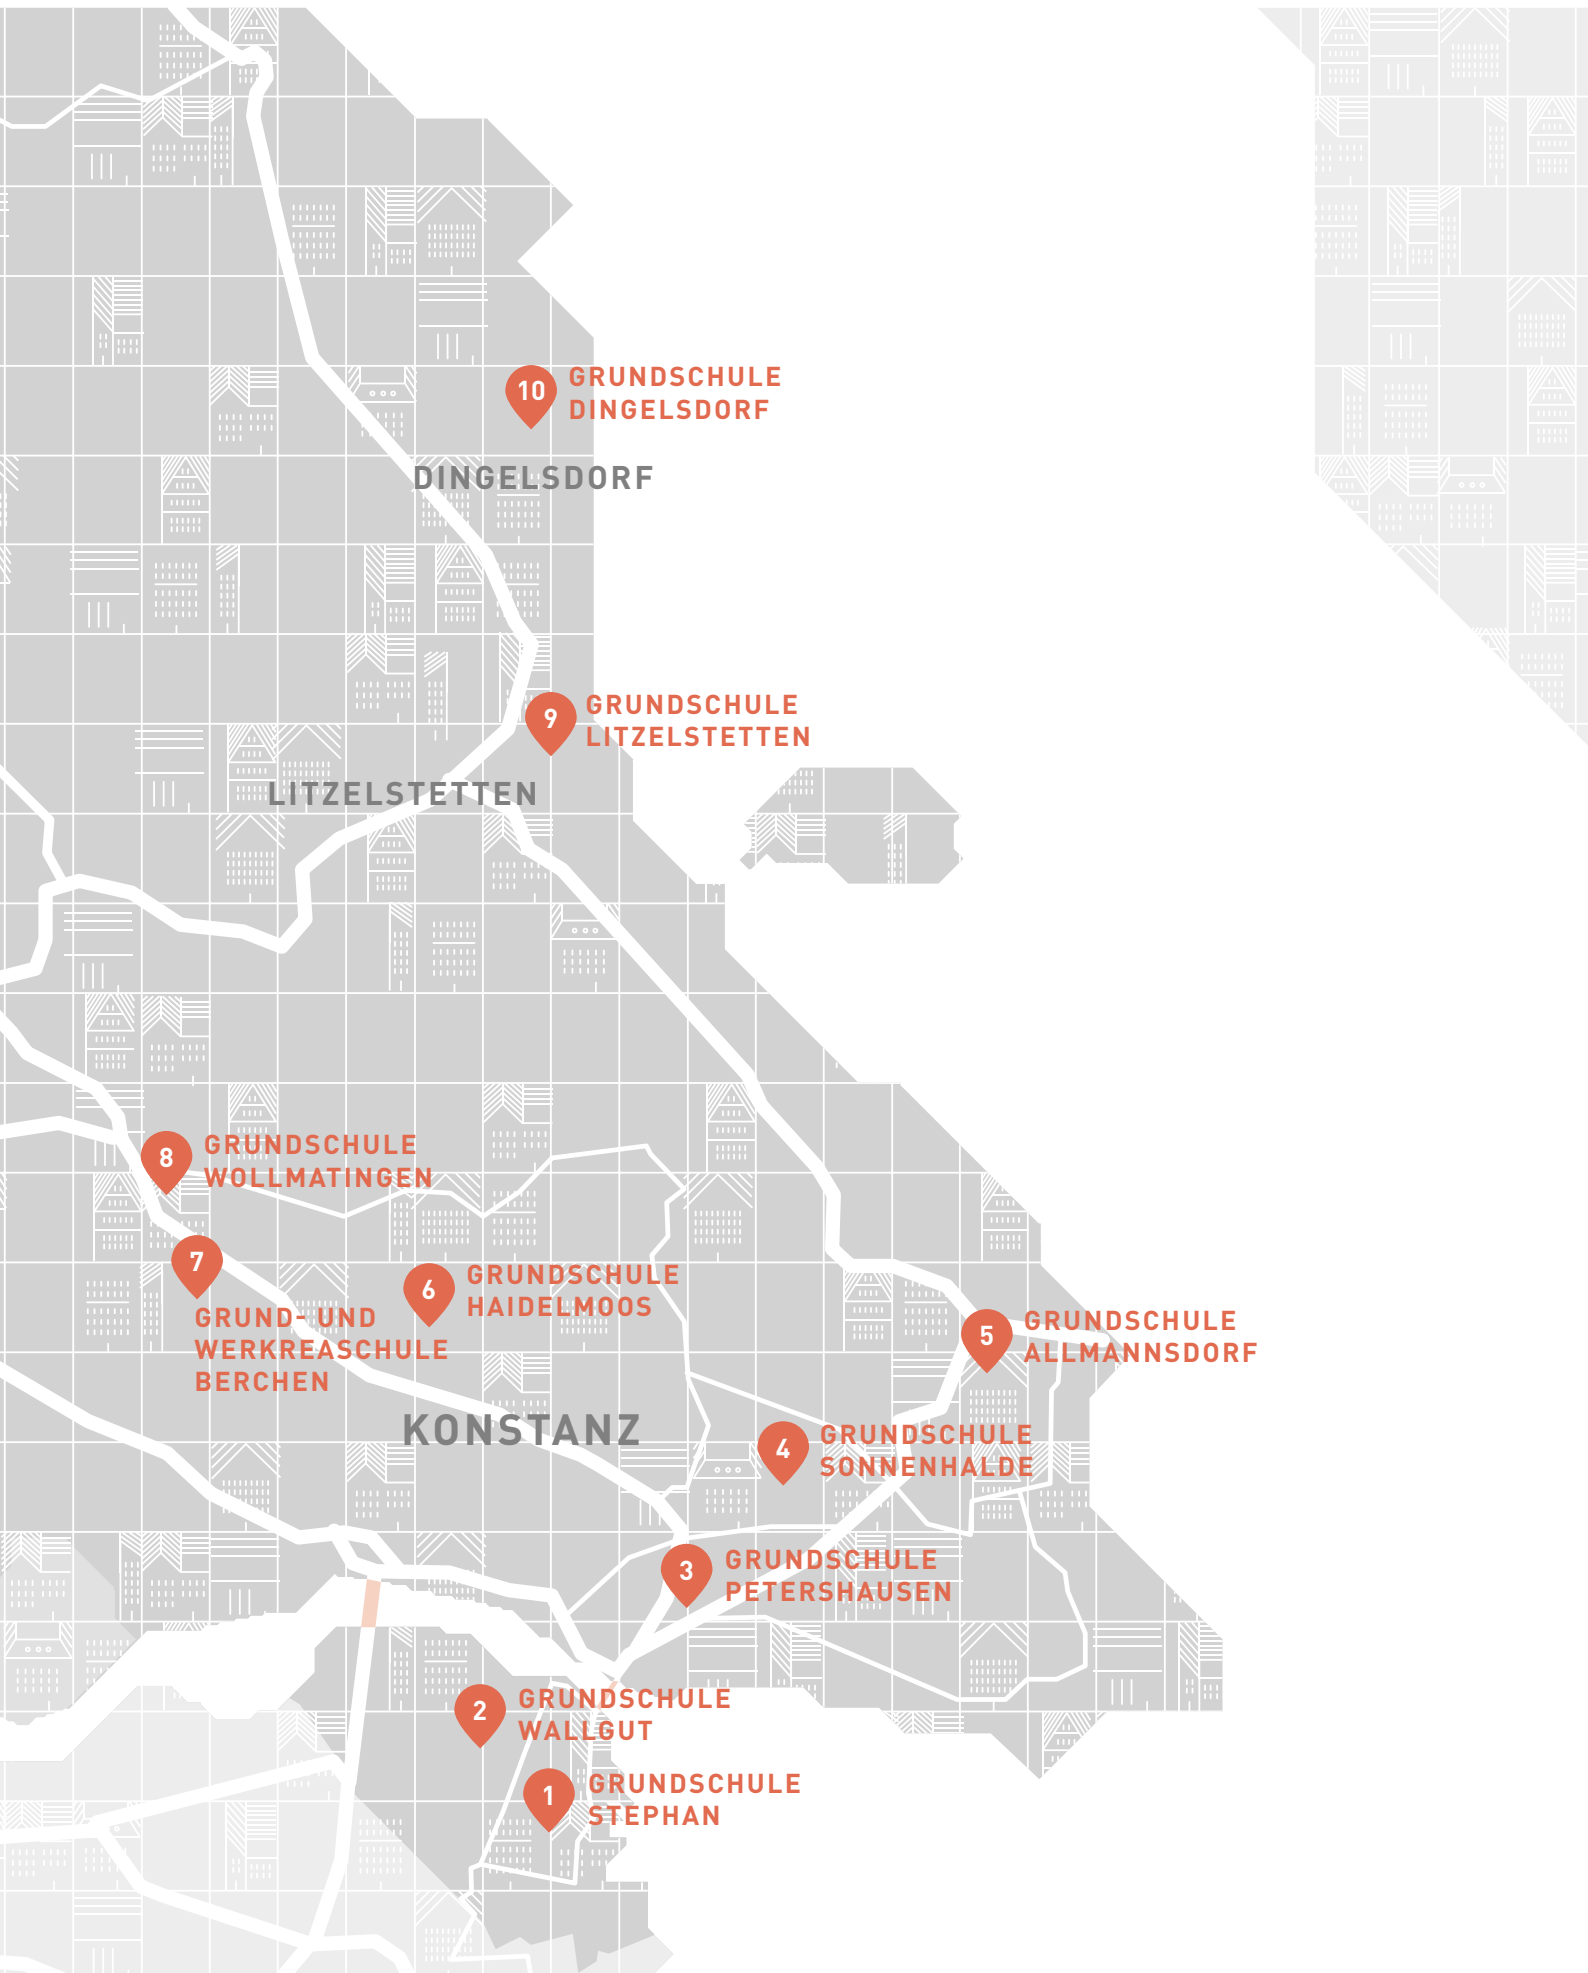 10
GRUNDSCHULE
DINGELSDORF
DINGELSDORF
9
GRUNDSCHULE
LITZELSTETTEN
LITZELSTETTEN
8
GRUNDSCHULE
WOLLMATINGEN
7
GRUND- UND
WERKREASCHULE
BERCHEN
6
GRUNDSCHULE
HAIDELMOOS
5
GRUNDSCHULE
ALLMANNSDORF
KONSTANZ
4
GRUNDSCHULE
SONNENHALDE
3
GRUNDSCHULE
PETERSHAUSEN
2
GRUNDSCHULE
WALLGUT
1
GRUNDSCHULE
STEPHAN